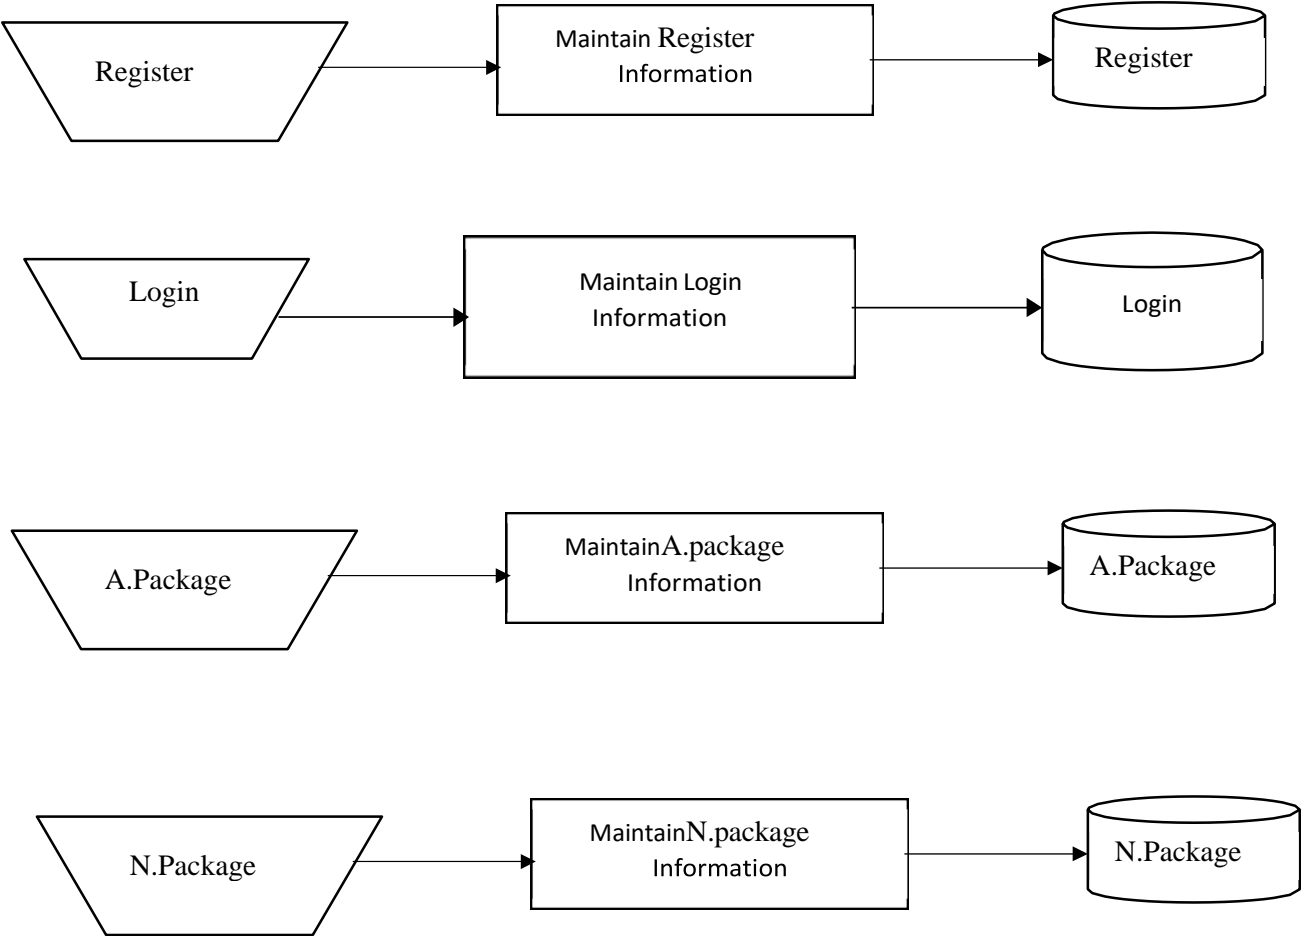 Register
Maintain Register
Information
Register
Login
Maintain Login
Information
Login
A.Package
MaintainA.package
Information
A.Package
N.Package
MaintainN.package
Information
N.Package